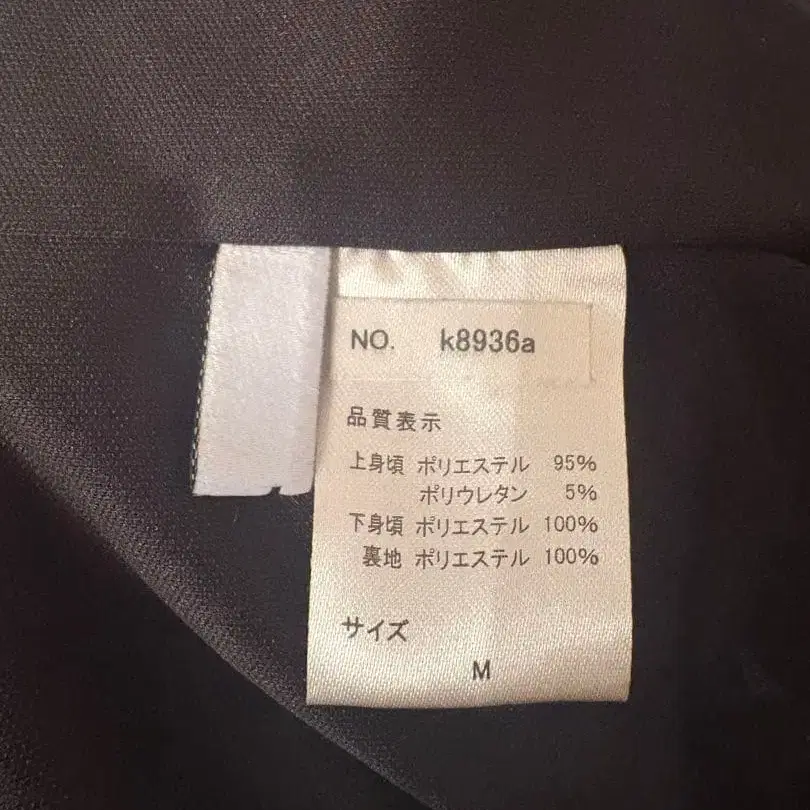 NO. k8936a
品質表示
上身頃 ポリエステル 95%
ポリウレタン 5%
下身頃 ポリエステル 100%
裏地 ポリエステル 100%
サイズ
M